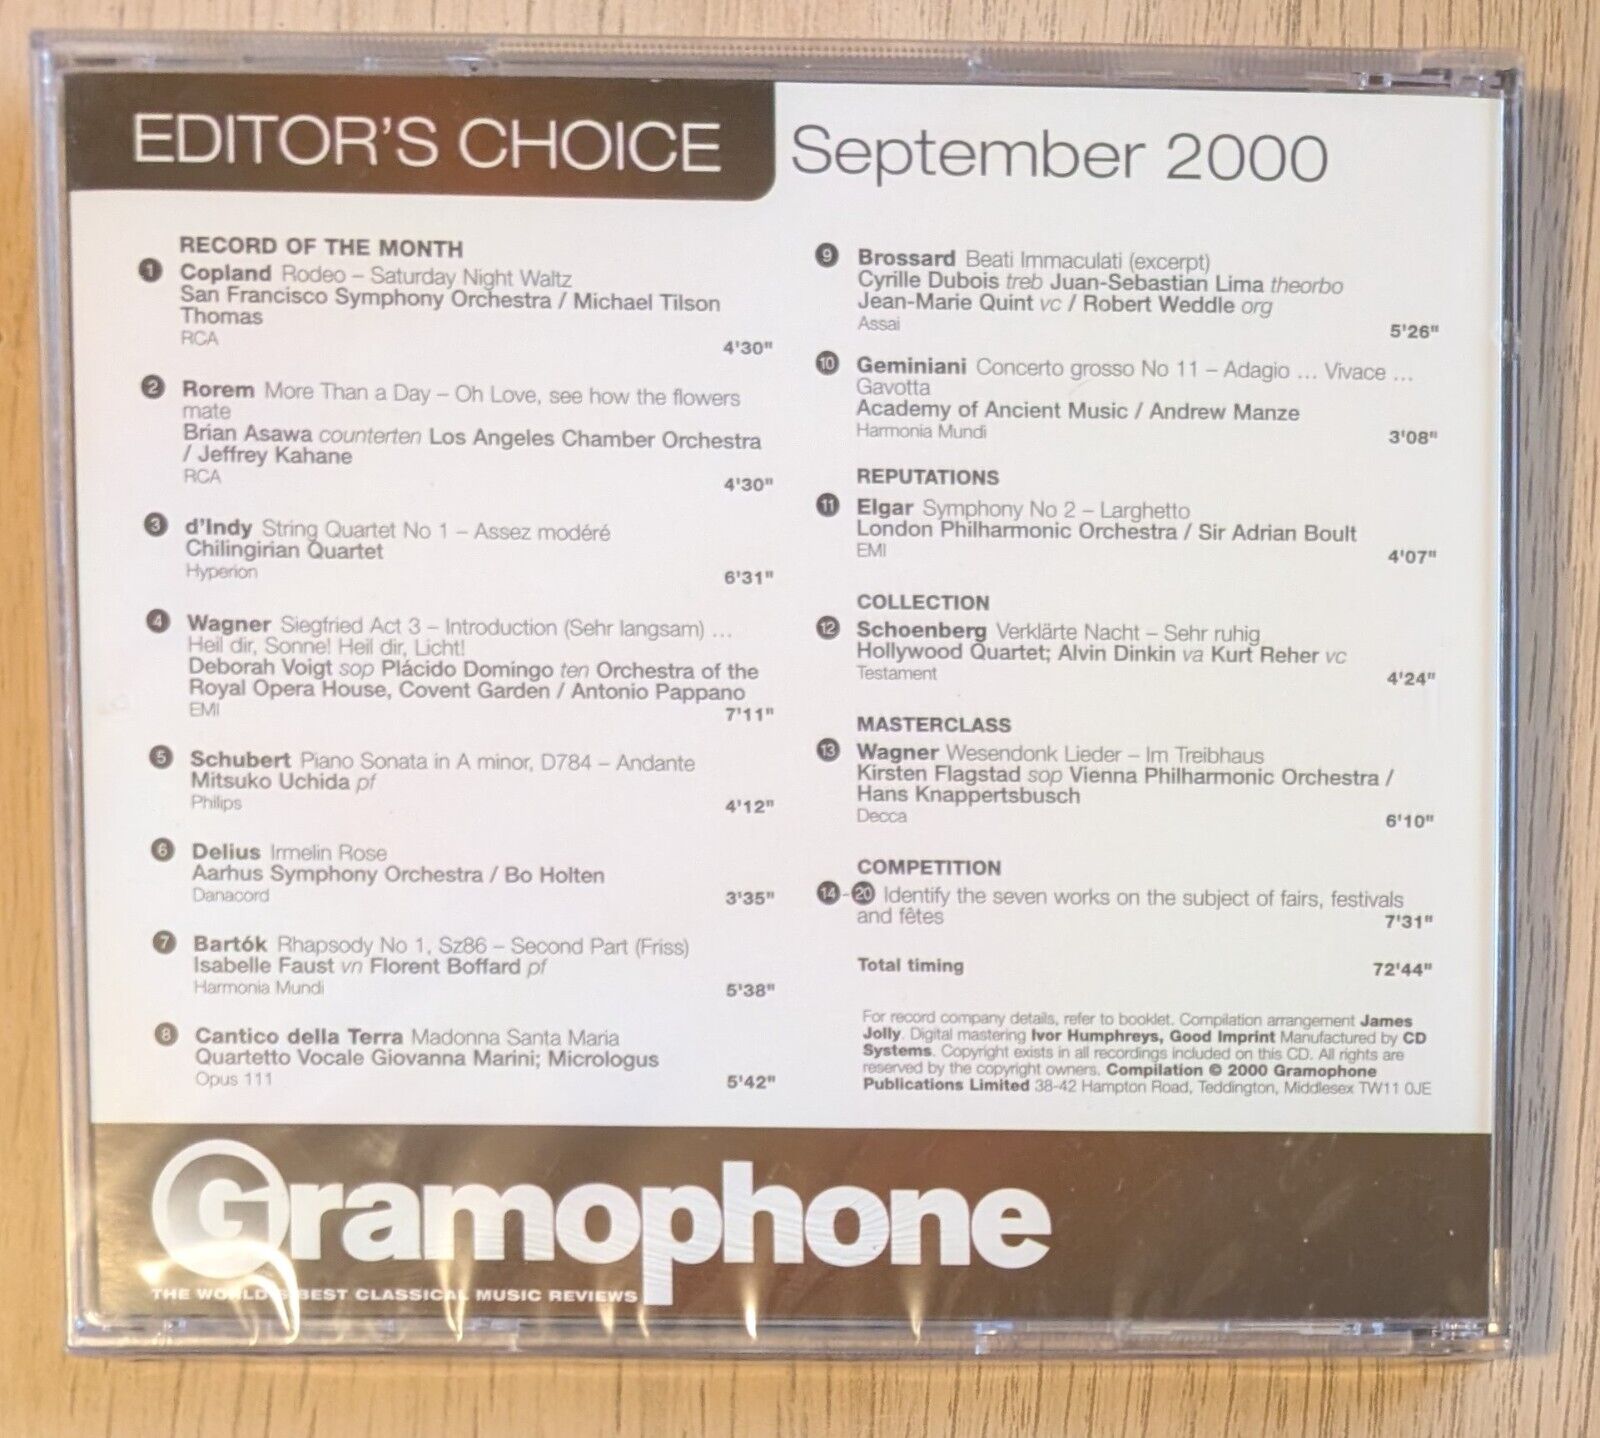 EDITOR'S CHOICE
September 2000
RECORD OF THE MONTH
1 Copland Rodeo – Saturday Night Waltz
San Francisco Symphony Orchestra / Michael Tilson
Thomas
RCA
4'30"
2 Rorem More Than a Day – Oh Love, see how the flowers
mate
Brian Asawa counterten Los Angeles Chamber Orchestra
/ Jeffrey Kahane
RCA
4'30"
3 d'Indy String Quartet No 1 – Assez modéré
Chilingirian Quartet
Hyperion
6'31"
4 Wagner Siegfried Act 3 – Introduction (Sehr langsam) ...
Heil dir, Sonne! Heil dir, Licht!
Deborah Voigt sop Plácido Domingo ten Orchestra of the
Royal Opera House, Covent Garden / Antonio Pappano
EMI
7'11"
5 Schubert Piano Sonata in A minor, D784 – Andante
Mitsuko Uchida pf
Philips
4'12"
6 Delius Irmelin Rose
Aarhus Symphony Orchestra / Bo Holten
Danacord
3'35"
7 Bartók Rhapsody No 1, Sz86 – Second Part (Friss)
Isabelle Faust vn Florent Boffard pf
Harmonia Mundi
5'38"
8 Cantico della Terra Madonna Santa Maria
Quartetto Vocale Giovanna Marini; Micrologus
Opus 111
5'42"
9 Brossard Beati Immaculati (excerpt)
Cyrille Dubois treb Juan-Sebastian Lima theorbo
Jean-Marie Quint vc / Robert Weddle org
Assai
5'26"
10 Geminiani Concerto grosso No 11 – Adagio ... Vivace ...
Gavotta
Academy of Ancient Music / Andrew Manze
Harmonia Mundi
3'08"
REPUTATIONS
11 Elgar Symphony No 2 – Larghetto
London Philharmonic Orchestra / Sir Adrian Boult
EMI
4'07"
COLLECTION
12 Schoenberg Verklärte Nacht – Sehr ruhig
Hollywood Quartet; Alvin Dinkin va Kurt Reher vc
Testament
4'24"
MASTERCLASS
13 Wagner Wesendonk Lieder – Im Treibhaus
Kirsten Flagstad sop Vienna Philharmonic Orchestra /
Hans Knappertsbusch
Decca
6'10"
COMPETITION
14-20 Identify the seven works on the subject of fairs, festivals
and fêtes
7'31"
Total timing
72'44"
For record company details, refer to booklet. Compilation arrangement James
Jolly. Digital mastering Ivor Humphreys, Good Imprint Manufactured by CD
Systems. Copyright exists in all recordings included on this CD. All rights are
reserved by the copyright owners. Compilation © 2000 Gramophone
Publications Limited 38-42 Hampton Road, Teddington, Middlesex TW11 0JE
Gramophone
THE WORLD'S BEST CLASSICAL MUSIC REVIEWS